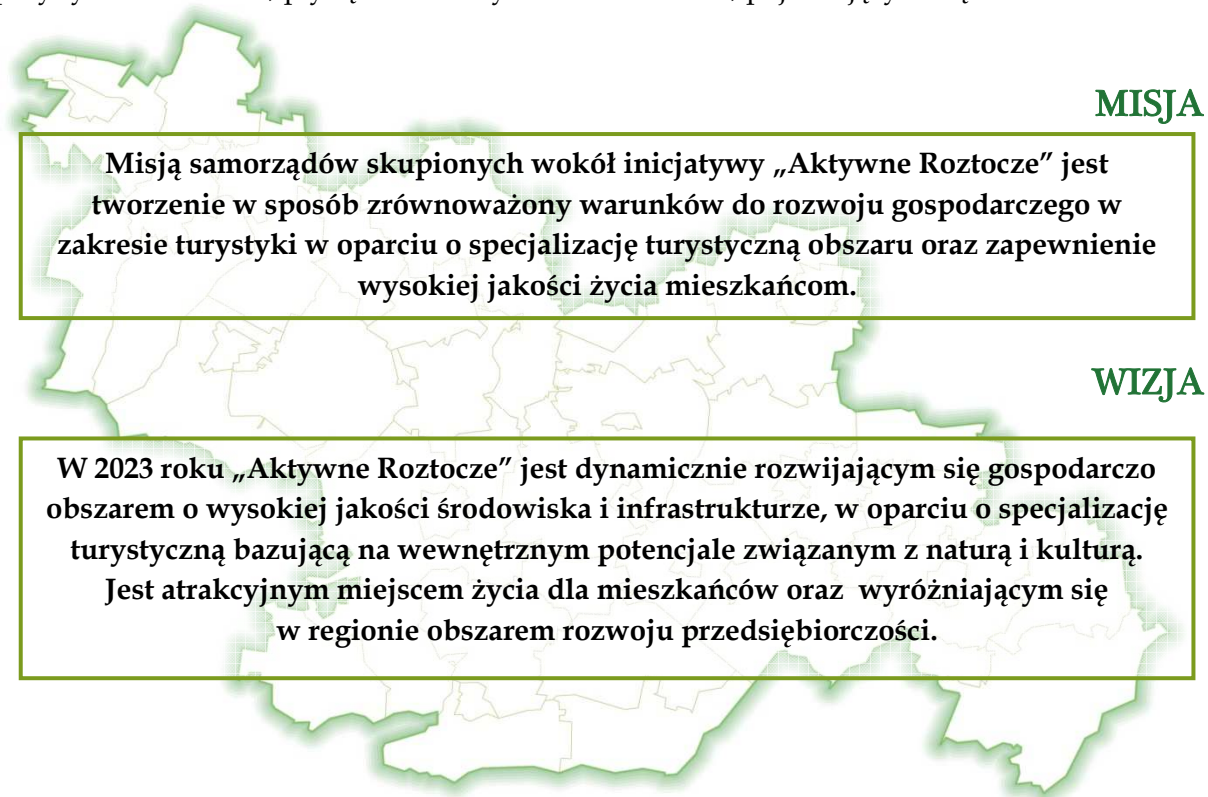 MISJA
Misją samorządów skupionych wokół inicjatywy „Aktywne Roztocze” jest
tworzenie w sposób zrównoważony warunków do rozwoju gospodarczego w
zakresie turystyki w oparciu o specjalizację turystyczną obszaru oraz zapewnienie
wysokiej jakości życia mieszkańcom.
WIZJA
W 2023 roku „Aktywne Roztocze” jest dynamicznie rozwijającym się gospodarczo
obszarem o wysokiej jakości środowiska i infrastrukturze, w oparciu o specjalizację
turystyczną bazującą na wewnętrznym potencjale związanym z naturą i kulturą.
Jest atrakcyjnym miejscem życia dla mieszkańców oraz wyróżniającym się
w regionie obszarem rozwoju przedsiębiorczości.